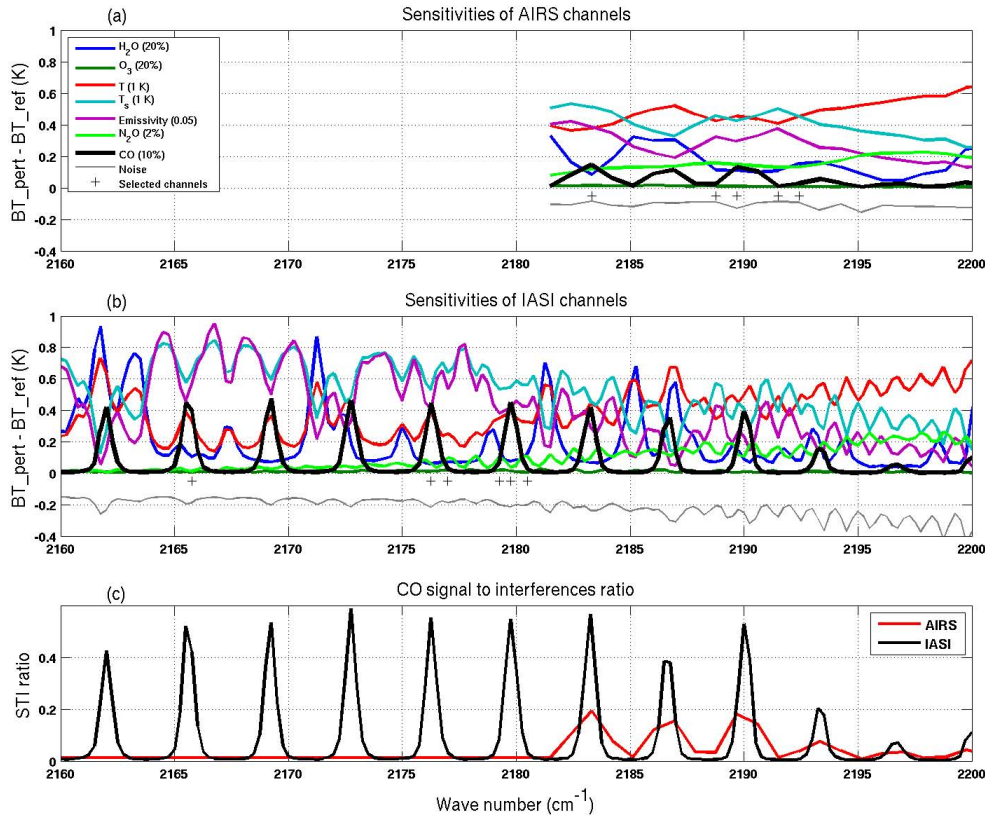 (a)
Sensitivities of AIRS channels
BT_pert - BT_ref (K)
1
0.8
0.6
0.4
0.2
0
-0.2
-0.4
H2O (20%)
O3 (20%)
T (1 K)
Ts (1 K)
Emissivity (0.05)
N2O (2%)
CO (10%)
Noise
Selected channels
2160 2165 2170 2175 2180 2185 2190 2195 2200
(b)
Sensitivities of IASI channels
BT_pert - BT_ref (K)
1
0.8
0.6
0.4
0.2
0
-0.2
-0.4
2160 2165 2170 2175 2180 2185 2190 2195 2200
(c)
CO signal to interferences ratio
STI ratio
0.4
0.2
0
AIRS
IASI
2160 2165 2170 2175 2180 2185 2190 2195 2200
Wave number (cm-1)